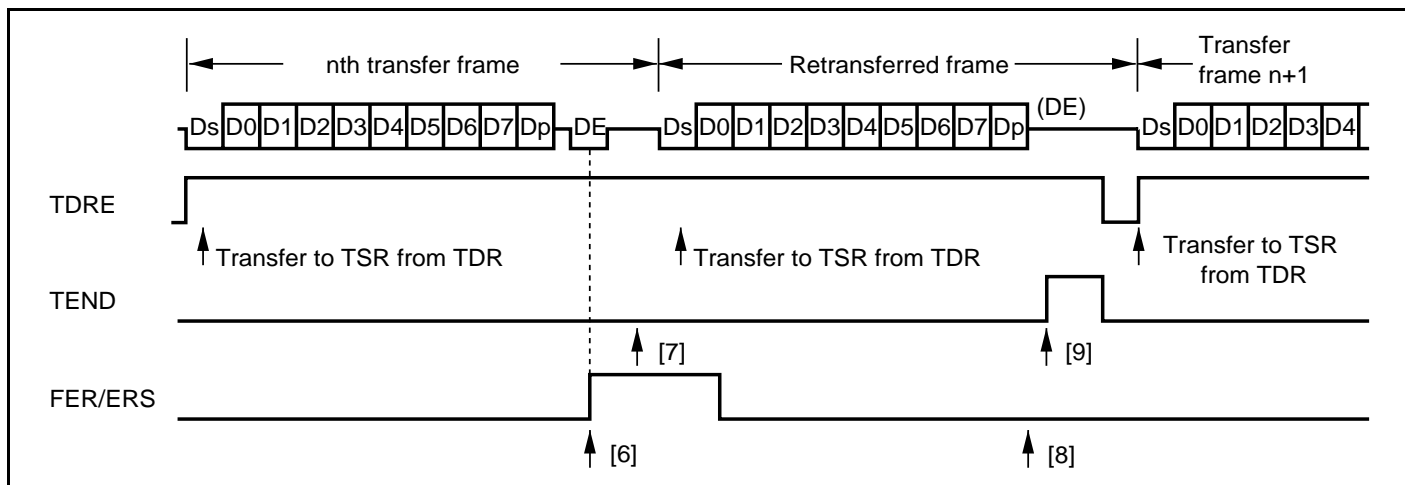 nth transfer frame
Retransferred frame
Transfer
frame n+1
Ds D0 D1 D2 D3 D4 D5 D6 D7 Dp DE Ds D0 D1 D2 D3 D4 D5 D6 D7 Dp (DE) Ds D0 D1 D2 D3 D4
TDRE
Transfer to TSR from TDR
Transfer to TSR from TDR
Transfer to TSR
from TDR
TEND
[7]
[9]
FER/ERS
[6]
[8]